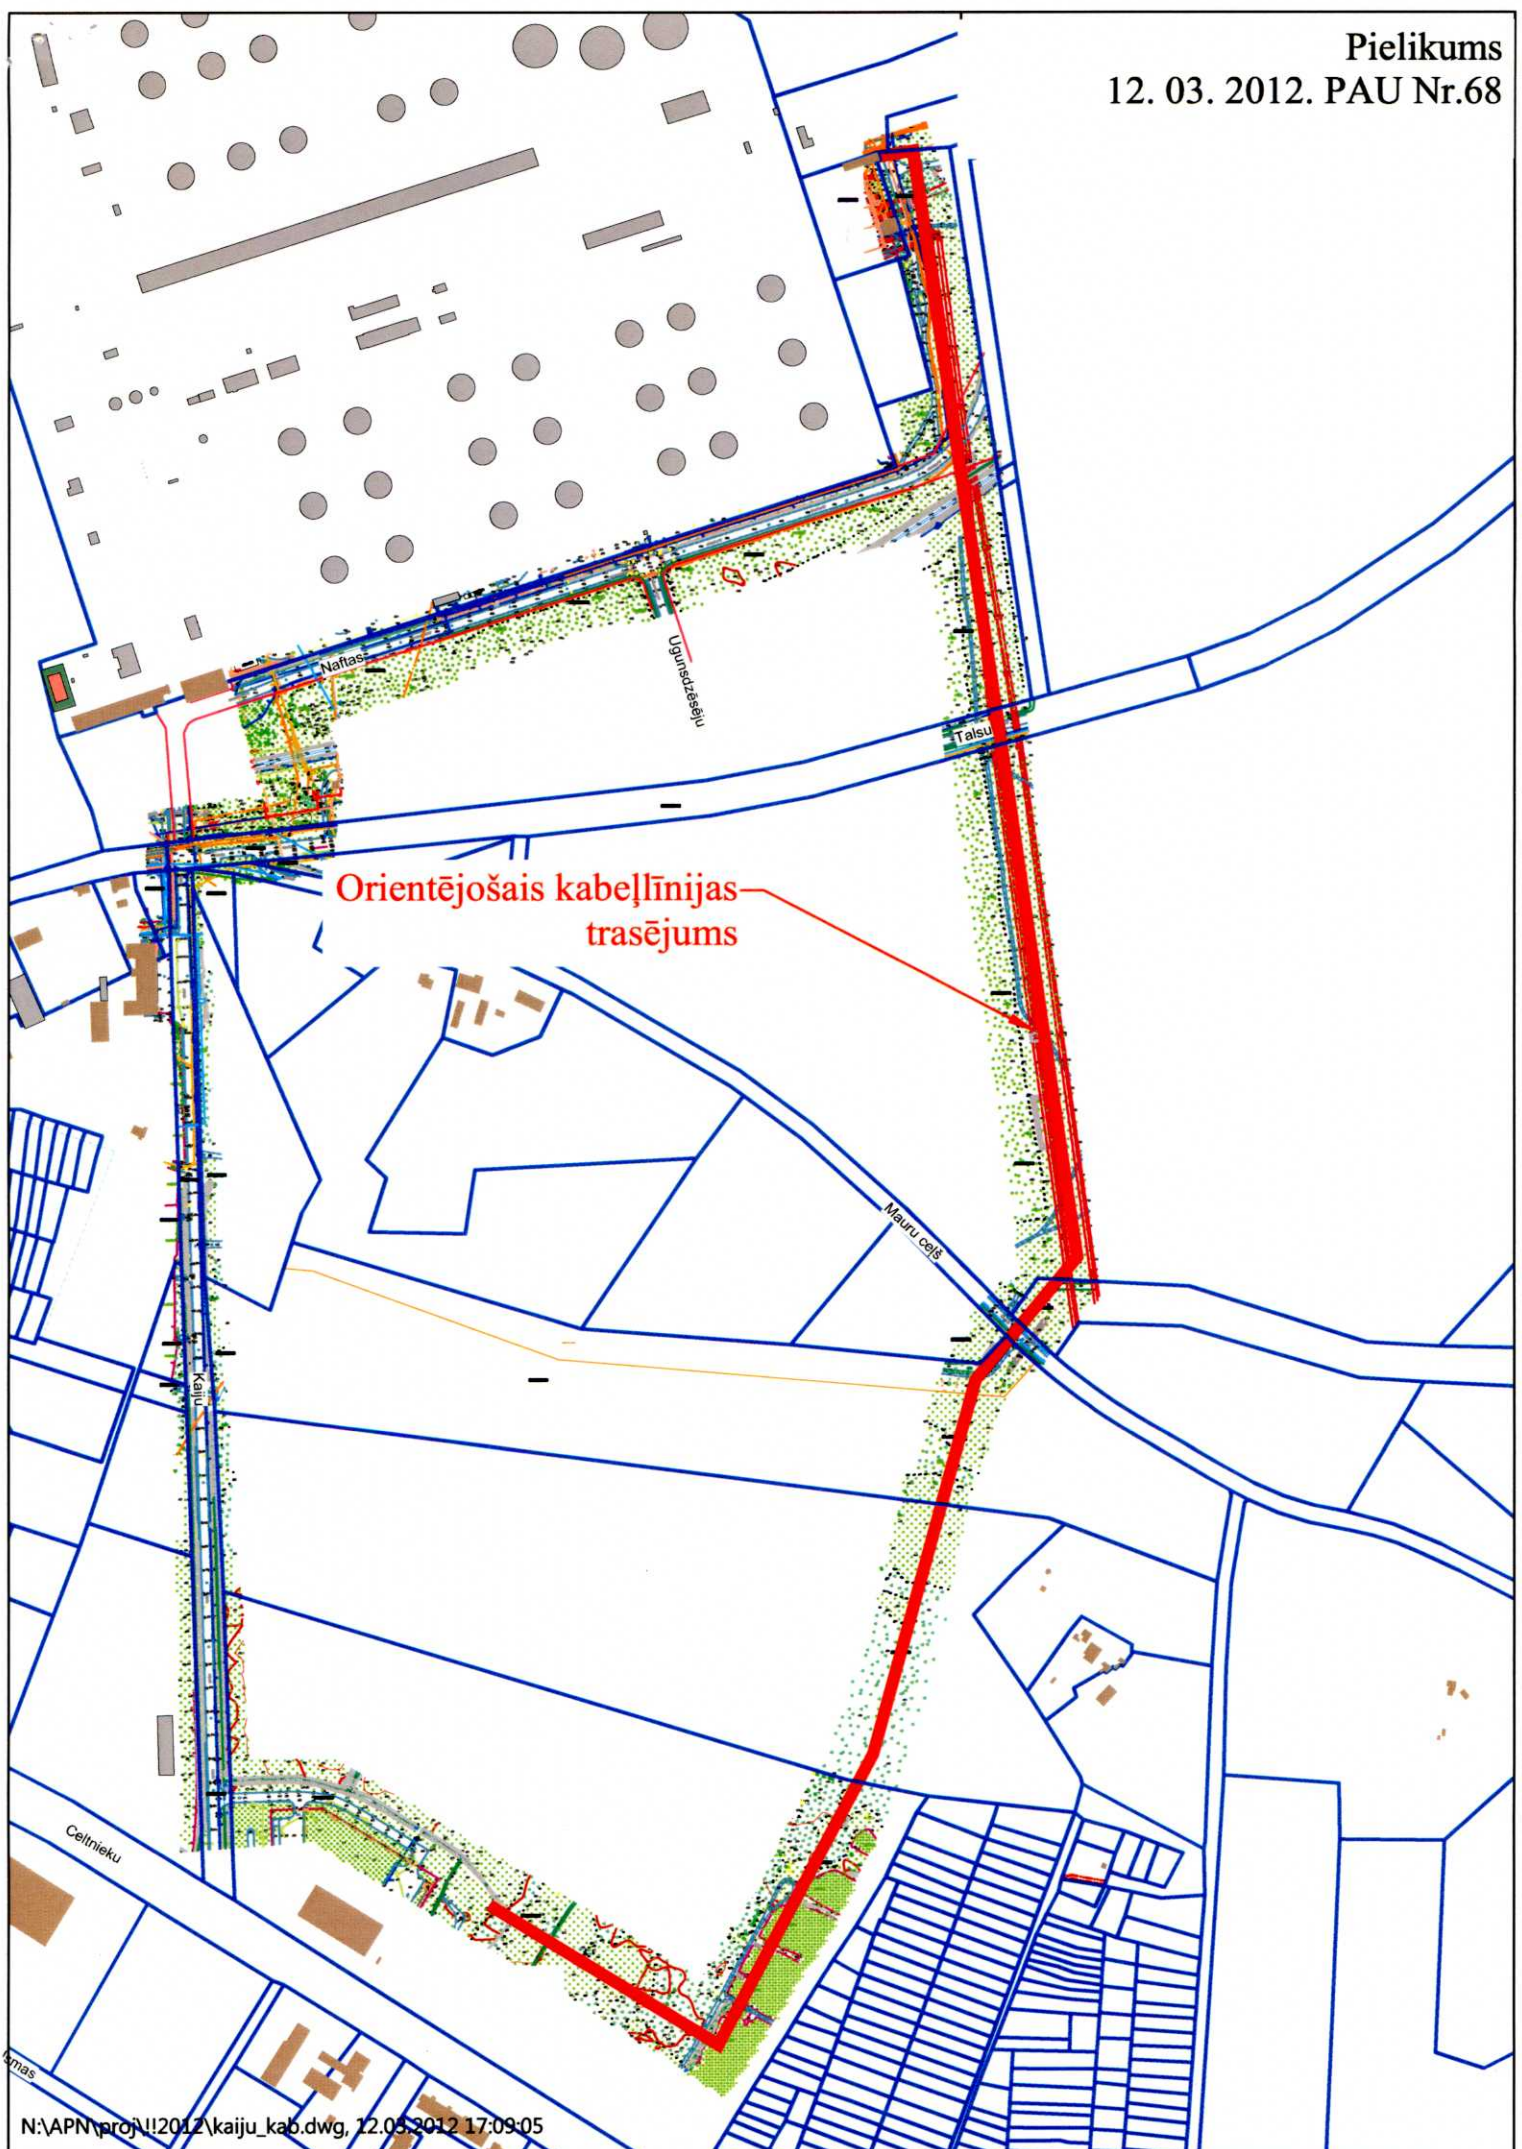 Pielikums
12. 03. 2012. PAU Nr.68
Naftas
Ugunsdzēsēju
Talsu
Orientējošais kabeļlīnijas
trasējums
Mauru ceļš
Kaiju
Celtnieku
N:\APN\proj\!!2012\kaiju_kab.dwg, 12.03.2012 17:09:05